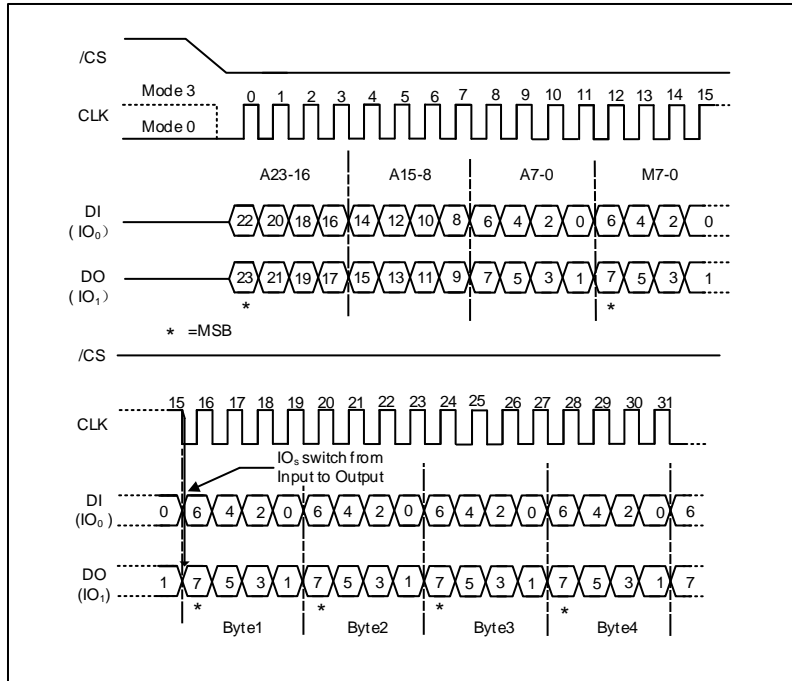 /CS
Mode 3
CLK
Mode 0
0 1 2 3 4 5 6 7 8 9 10 11 12 13 14 15
A23-16 A15-8 A7-0 M7-0
DI
( IO0 )
22 20 18 16 14 12 10 8 6 4 2 0 6 4 2 0
DO
( IO1 )
23 21 19 17 15 13 11 9 7 5 3 1 7 5 3 1
* *
* =MSB
/CS
15 16 17 18 19 20 21 22 23 24 25 26 27 28 29 30 31
CLK
IOs switch from
Input to Output
DI
(IO0 )
0 6 4 2 0 6 4 2 0 6 4 2 0 6 4 2 0 6
DO
(IO1)
1 7 5 3 1 7 5 3 1 7 5 3 1 7 5 3 1 7
* * * *
Byte1 Byte2 Byte3 Byte4